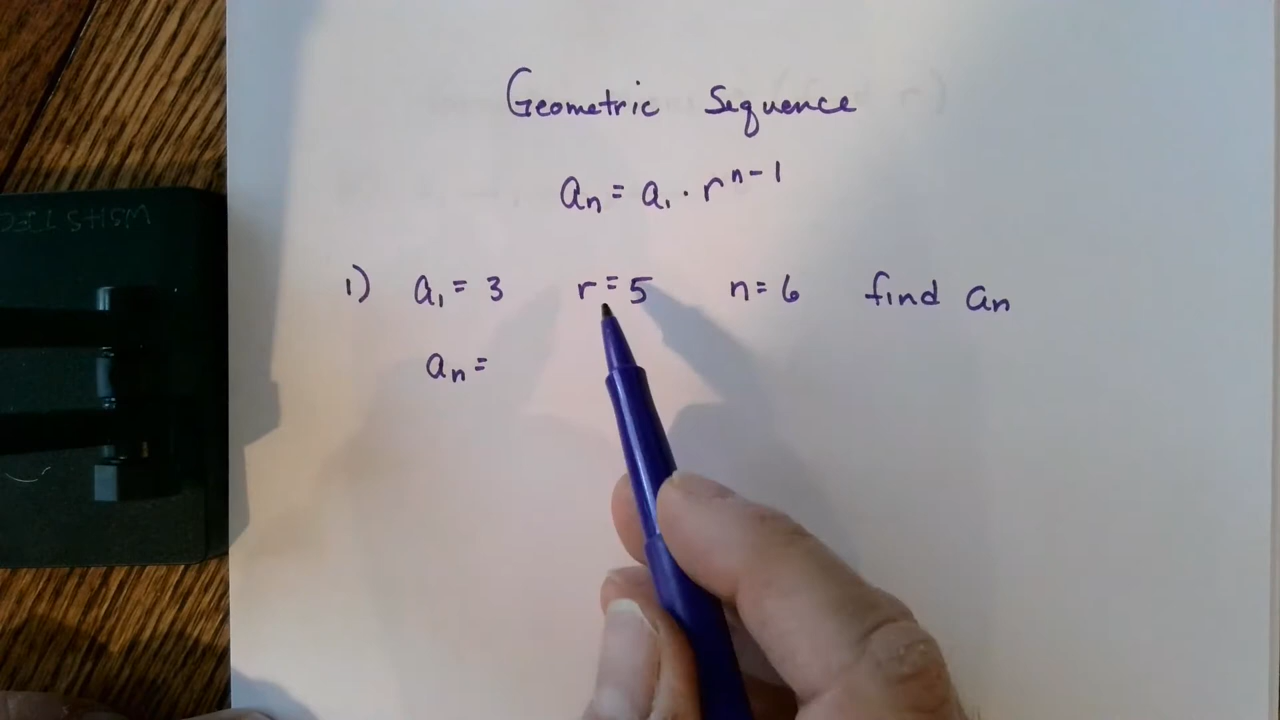 Geometric Sequence
aₙ = a₁ · rⁿ⁻¹
1) a₁ = 3 r = 5 n = 6 find aₙ
aₙ =